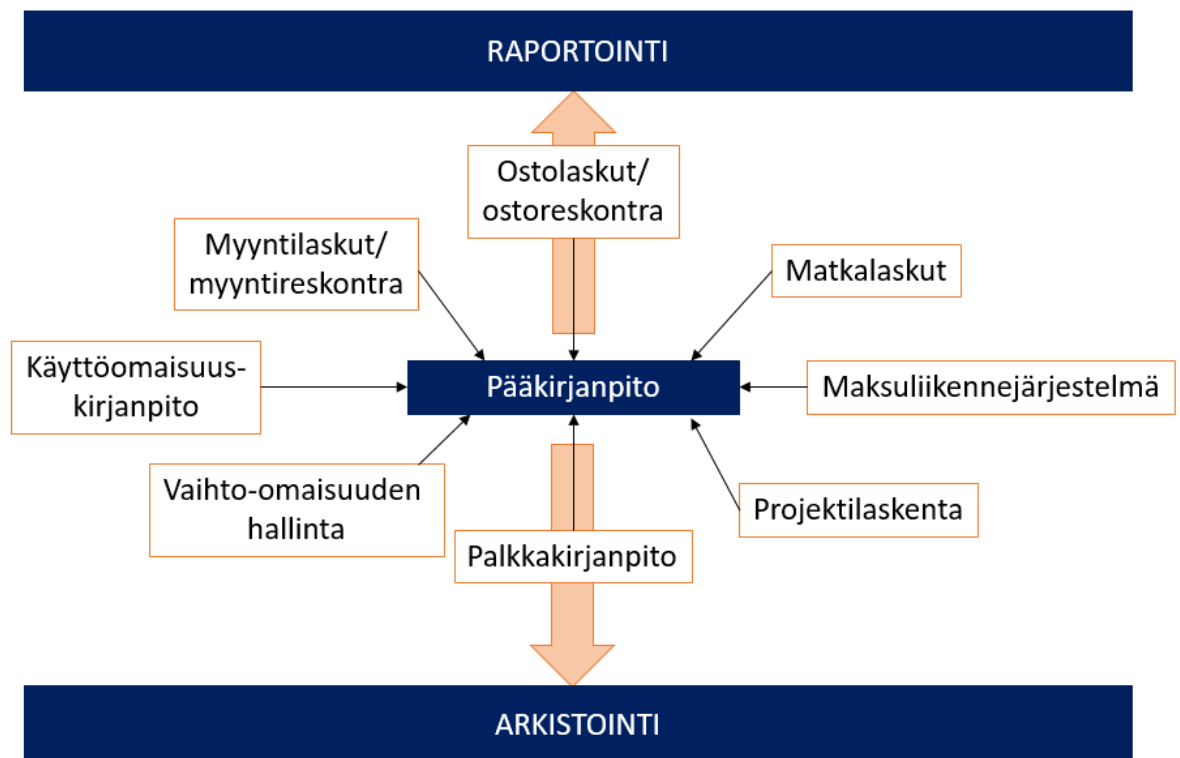 RAPORTOINTI
Ostolaskut/
ostoreskontra
Myyntilaskut/
myyntireskontra
Matkalaskut
Käyttöomaisuus-
kirjanpito
Pääkirjanpito
Maksuliikennejärjestelmä
Vaihto-omaisuuden
hallinta
Projektilaskenta
Palkkakirjanpito
ARKISTOINTI